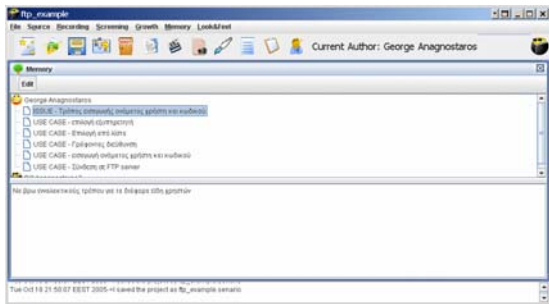 ftp_example
File Source Recording Screening Growth Memory Look&Feel
Current Author: George Anagnostaros
Memory
Edit
George Anagnostaros
ISSUE - Τρόπος εισαγωγής ονόματος χρήστη και κωδικού
USE CASE - επιλογή εξυπηρετητή
USE CASE - Επιλογή από λίστα
USE CASE - Γράφοντας διεύθυνση
USE CASE - εισαγωγή ονόματος χρήστη και κωδικού
USE CASE - Σύνδεση σε FTP server
Να βρω εναλλακτικούς τρόπους για τα διάφορα είδη χρηστών
Tue Oct 18 21:50:07 EEST 2005 -I saved the project as ftp_example senario